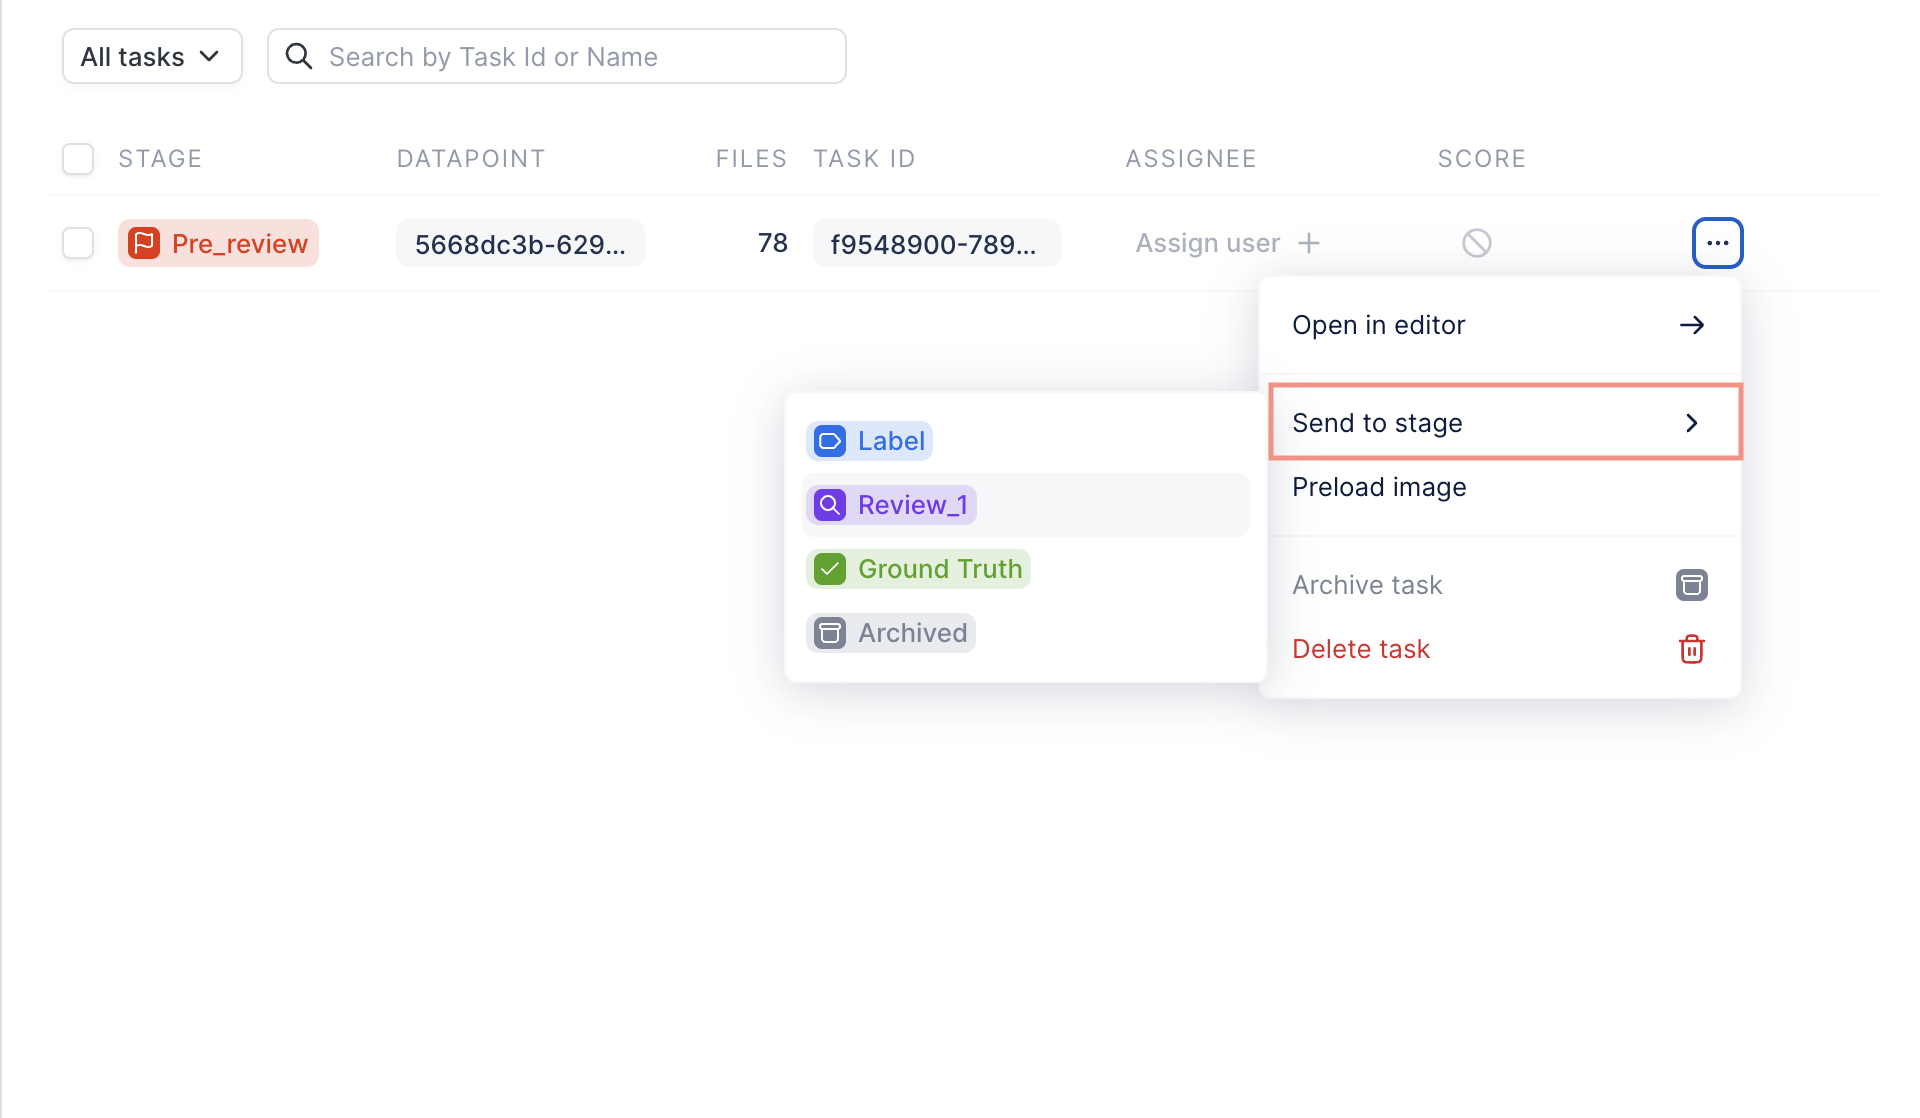 All tasks
Search by Task Id or Name
STAGE DATAPOINT FILES TASK ID ASSIGNEE SCORE
Pre_review 5668dc3b-629... 78 f9548900-789... Assign user
Open in editor
Send to stage
Preload image
Archive task
Delete task
Label
Review_1
Ground Truth
Archived